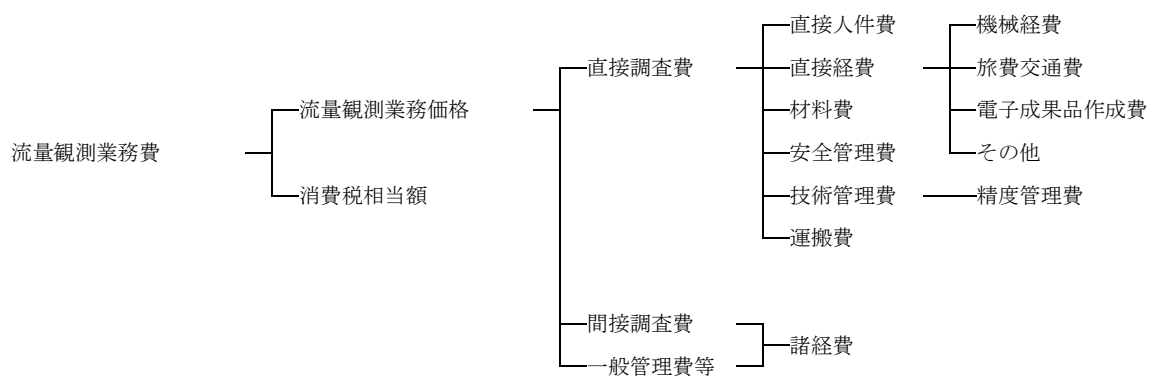 直接人件費 機械経費
直接調査費 直接経費 旅費交通費
流量観測業務価格 材料費 電子成果品作成費
流量観測業務費 安全管理費 その他
消費税相当額 技術管理費 精度管理費
運搬費
間接調査費
諸経費
一般管理費等